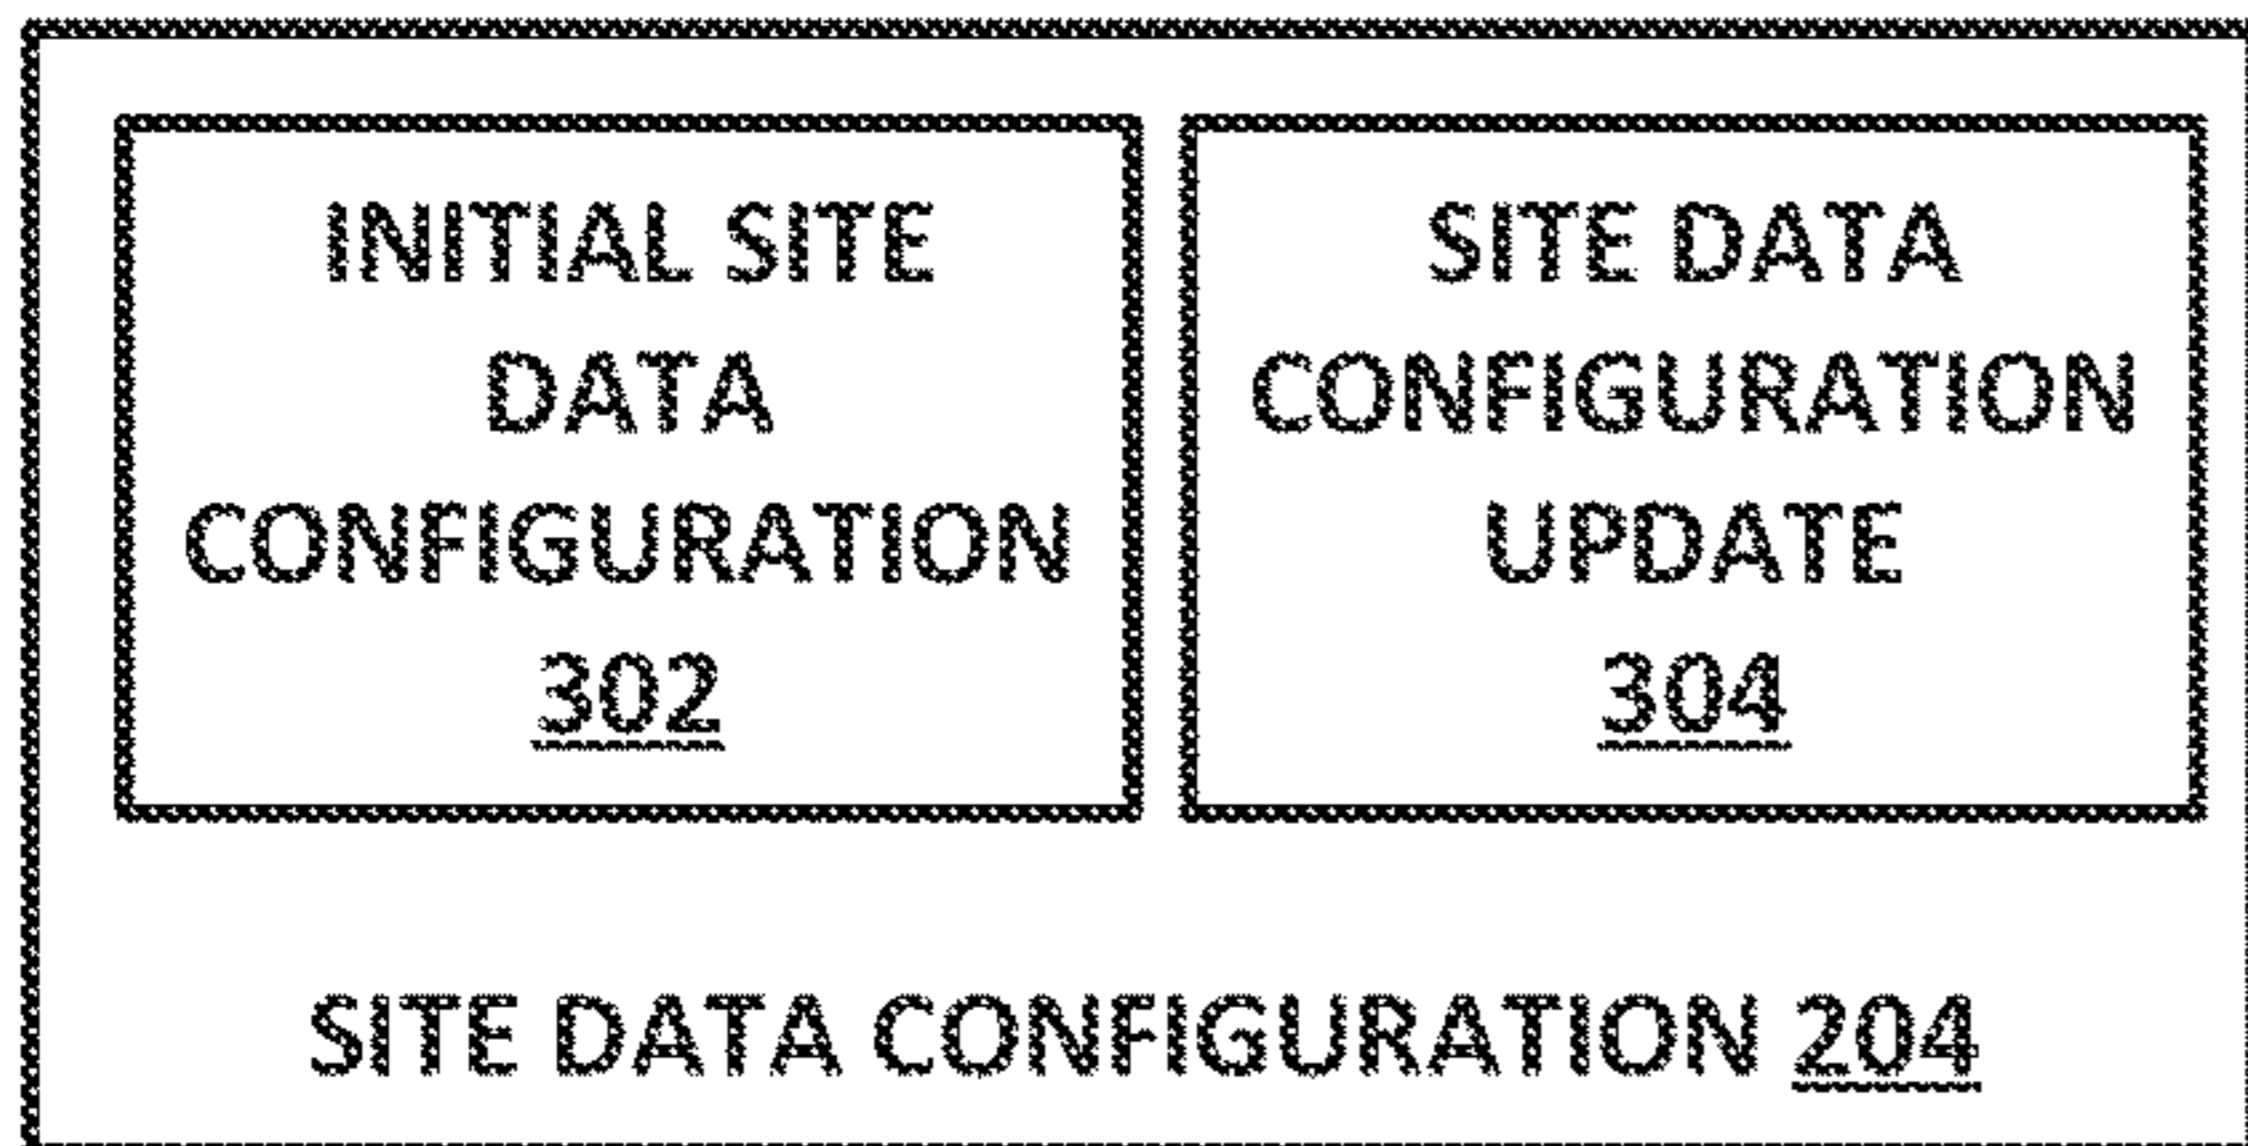 INITIAL SITE
DATA
CONFIGURATION
302
SITE DATA
CONFIGURATION
UPDATE
304
SITE DATA CONFIGURATION 204